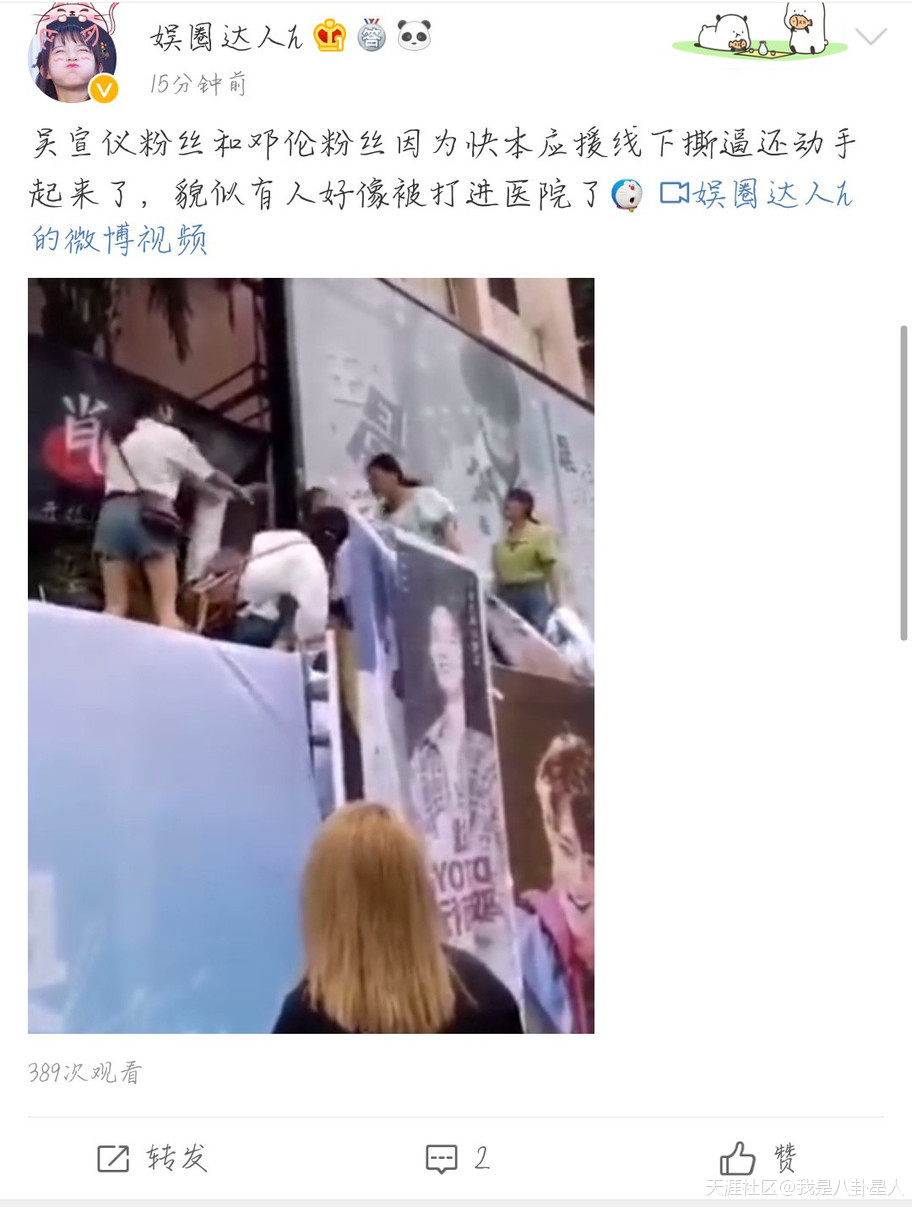 娱圈达人h
15分钟前
吴宣仪粉丝和邓伦粉丝因为快本应援线下撕逼还动手
起来了，貌似有人好像被打进医院了 娱圈达人h
的微博视频
肖
389次观看
转发 2 赞
天涯社区@我是八卦星人